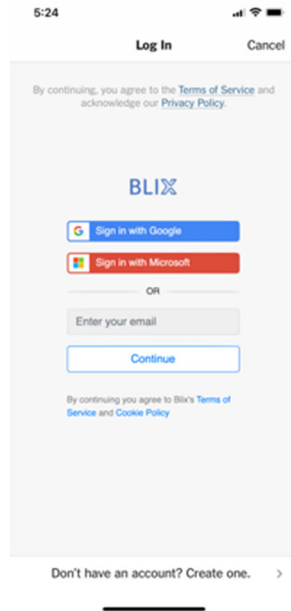 5:24
Log In
Cancel
By continuing, you agree to the Terms of Service and
acknowledge our Privacy Policy.
BLIX
Sign in with Google
Sign in with Microsoft
OR
Enter your email
Continue
By continuing you agree to Blix's Terms of
Service and Cookie Policy
Don't have an account? Create one.